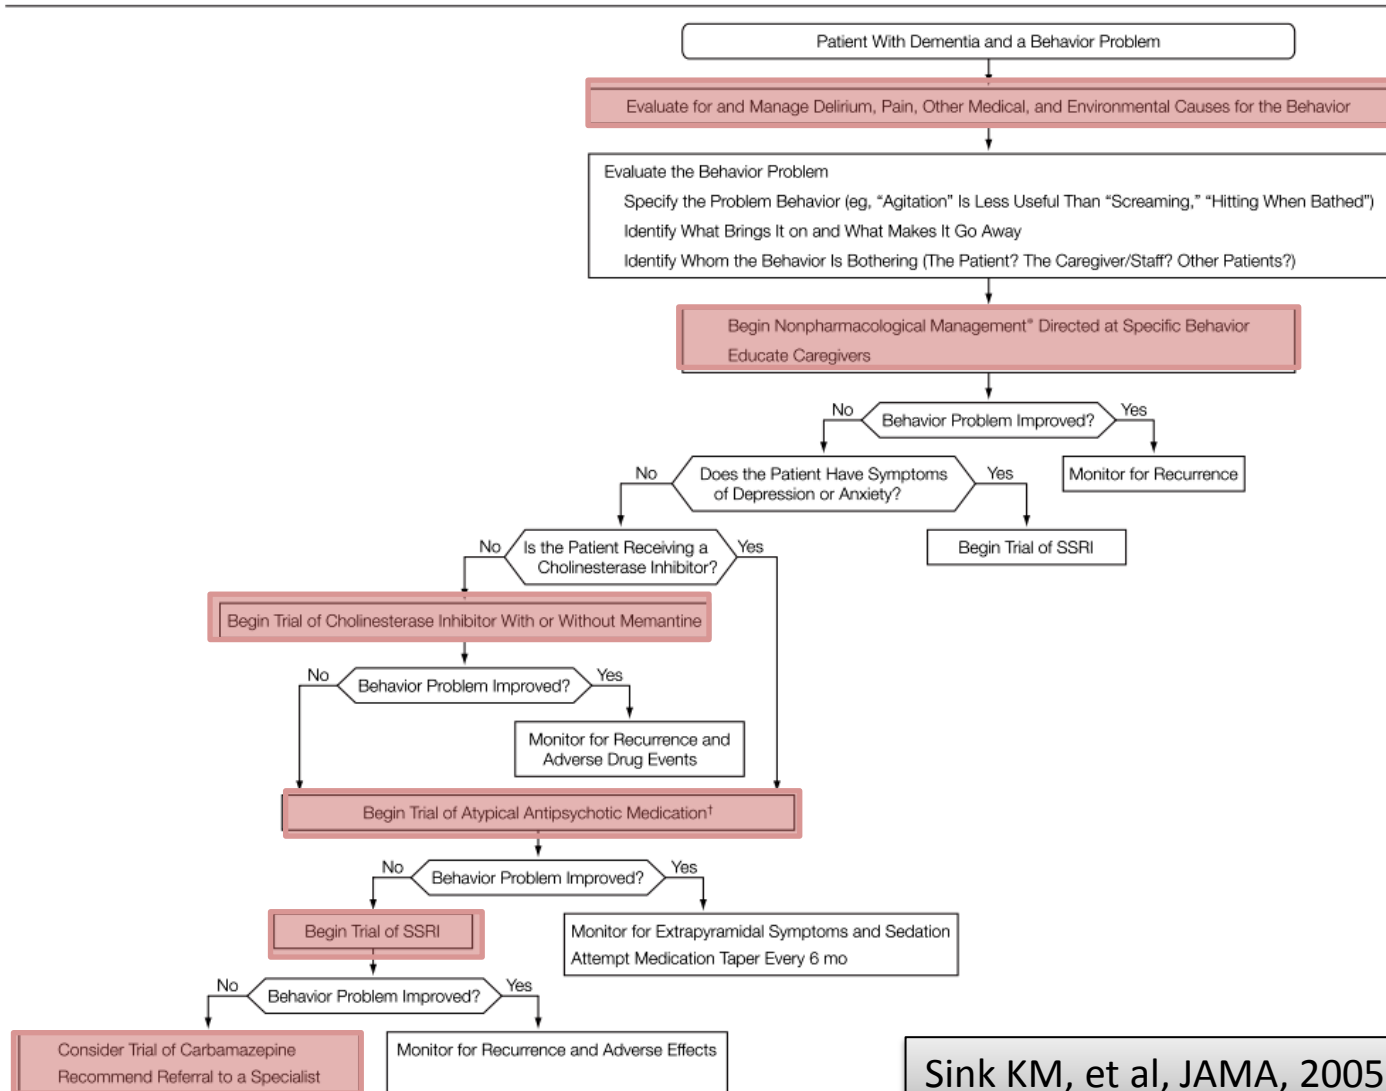 Patient With Dementia and a Behavior Problem
Evaluate for and Manage Delirium, Pain, Other Medical, and Environmental Causes for the Behavior
Evaluate the Behavior Problem
Specify the Problem Behavior (eg, “Agitation” Is Less Useful Than “Screaming,” “Hitting When Bathed”)
Identify What Brings It on and What Makes It Go Away
Identify Whom the Behavior Is Bothering (The Patient? The Caregiver/Staff? Other Patients?)
Begin Nonpharmacological Management* Directed at Specific Behavior
Educate Caregivers
No
Behavior Problem Improved?
Yes
No
Does the Patient Have Symptoms
of Depression or Anxiety?
Yes
Monitor for Recurrence
No
Is the Patient Receiving a
Cholinesterase Inhibitor?
Yes
Begin Trial of SSRI
Begin Trial of Cholinesterase Inhibitor With or Without Memantine
No
Behavior Problem Improved?
Yes
Monitor for Recurrence and
Adverse Drug Events
Begin Trial of Atypical Antipsychotic Medication†
No
Behavior Problem Improved?
Yes
Begin Trial of SSRI
Monitor for Extrapyramidal Symptoms and Sedation
Attempt Medication Taper Every 6 mo
No
Behavior Problem Improved?
Yes
Consider Trial of Carbamazepine
Recommend Referral to a Specialist
Monitor for Recurrence and Adverse Effects
Sink KM, et al, JAMA, 2005